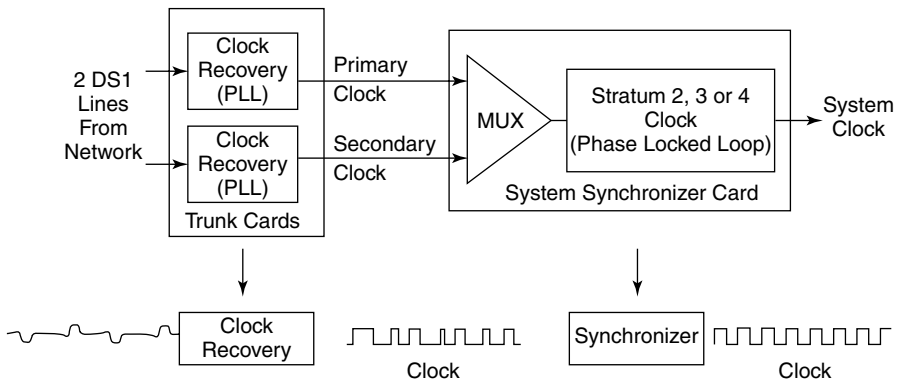 2 DS1
Lines
From
Network
Clock
Recovery
(PLL)
Clock
Recovery
(PLL)
Trunk Cards
Primary
Clock
Secondary
Clock
MUX
Stratum 2, 3 or 4
Clock
(Phase Locked Loop)
System Synchronizer Card
System
Clock
Clock
Recovery
Clock
Synchronizer
Clock